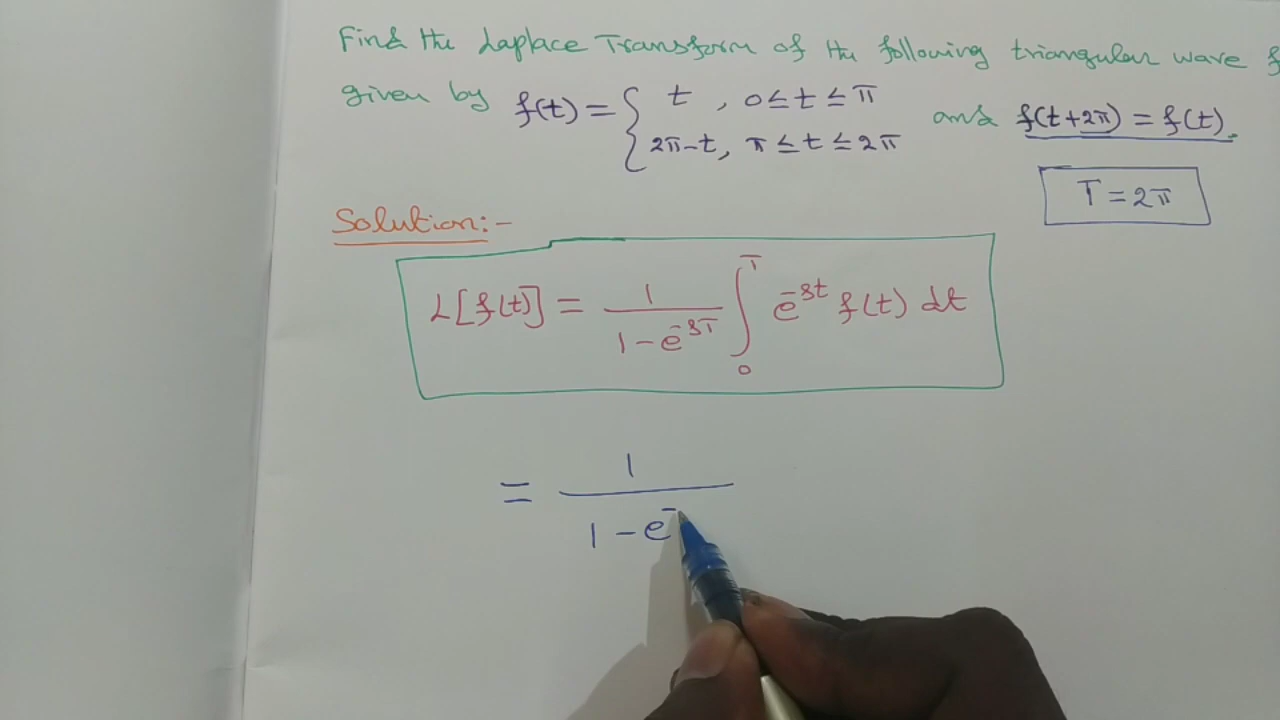 Find the Laplace Transform of the following triangular wave f
given by f(t) = { t , 0 ≤ t ≤ π
2π-t, π ≤ t ≤ 2π and f(t+2π) = f(t).
T = 2π
Solution:-
L[f(t)] = 1/(1-e^-sT) ∫_0^T e^-st f(t) dt
= 1/(1-e^-